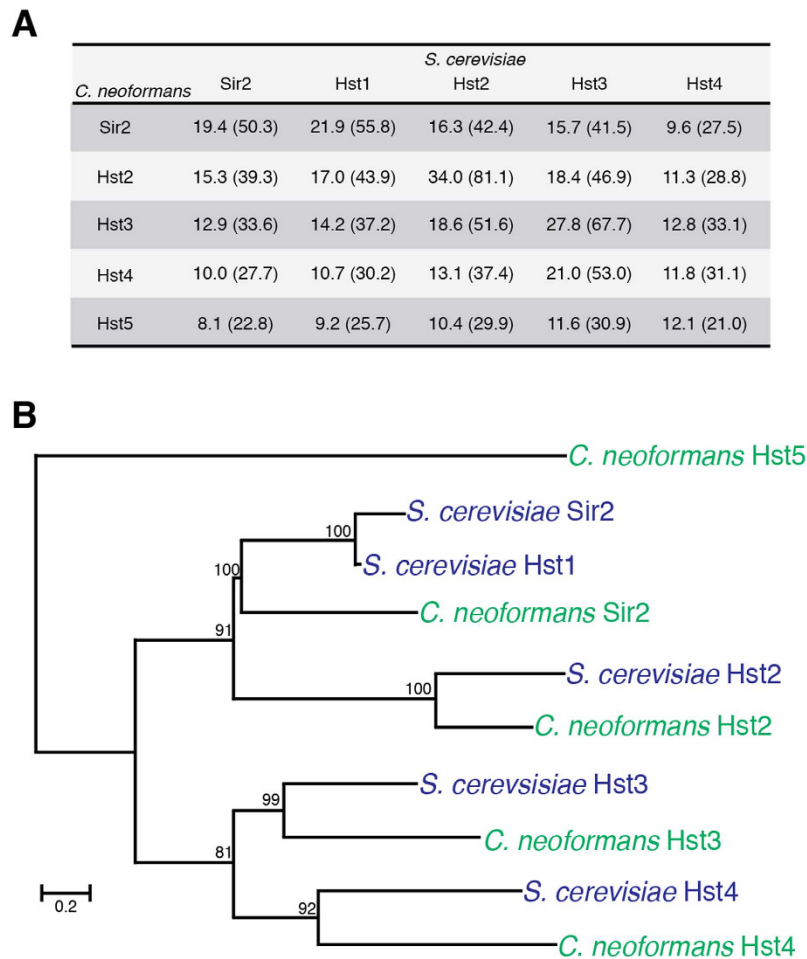 A
S. cerevisiae
C. neoformans Sir2 Hst1 Hst2 Hst3 Hst4
Sir2 19.4 (50.3) 21.9 (55.8) 16.3 (42.4) 15.7 (41.5) 9.6 (27.5)
Hst2 15.3 (39.3) 17.0 (43.9) 34.0 (81.1) 18.4 (46.9) 11.3 (28.8)
Hst3 12.9 (33.6) 14.2 (37.2) 18.6 (51.6) 27.8 (67.7) 12.8 (33.1)
Hst4 10.0 (27.7) 10.7 (30.2) 13.1 (37.4) 21.0 (53.0) 11.8 (31.1)
Hst5 8.1 (22.8) 9.2 (25.7) 10.4 (29.9) 11.6 (30.9) 12.1 (21.0)
B
C. neoformans Hst5
S. cerevisiae Sir2
100
S. cerevisiae Hst1
100
C. neoformans Sir2
91
S. cerevisiae Hst2
100
C. neoformans Hst2
S. cerevsisiae Hst3
99
C. neoformans Hst3
81
S. cerevisiae Hst4
0.2
92
C. neoformans Hst4